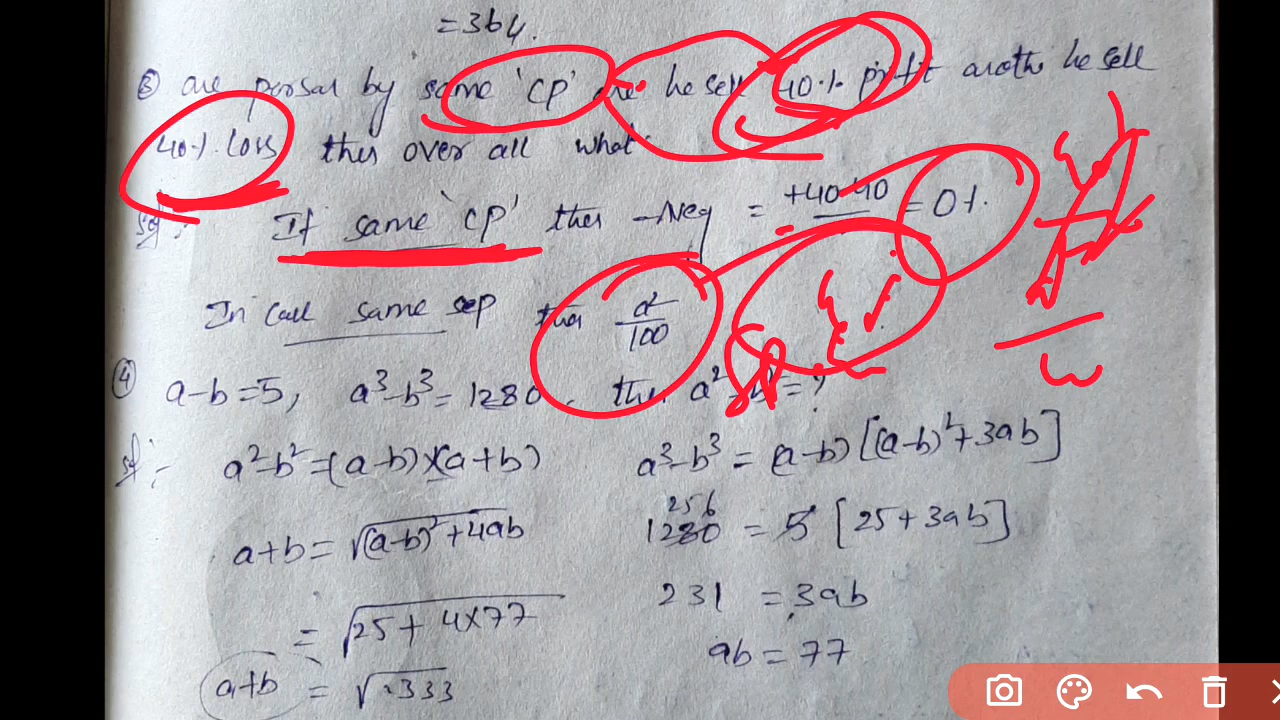 = 364.
③ one person by same 'CP' one he sell 40% profit another he sell
40% loss then over all what
Sol:- If same 'CP' then -Neg = +40-40 = 0%.
In case same sp then a²/100
④ a-b=5, a³-b³=1280, then a²-b²=?
Sol:- a²-b²=(a-b)×(a+b)
a+b = √(a-b)²+4ab
= √25+4×77
a+b = √333
a³-b³ = (a-b)[(a-b)²+3ab]
256
1280 = 5 [25+3ab]
231 = 3ab
ab = 77